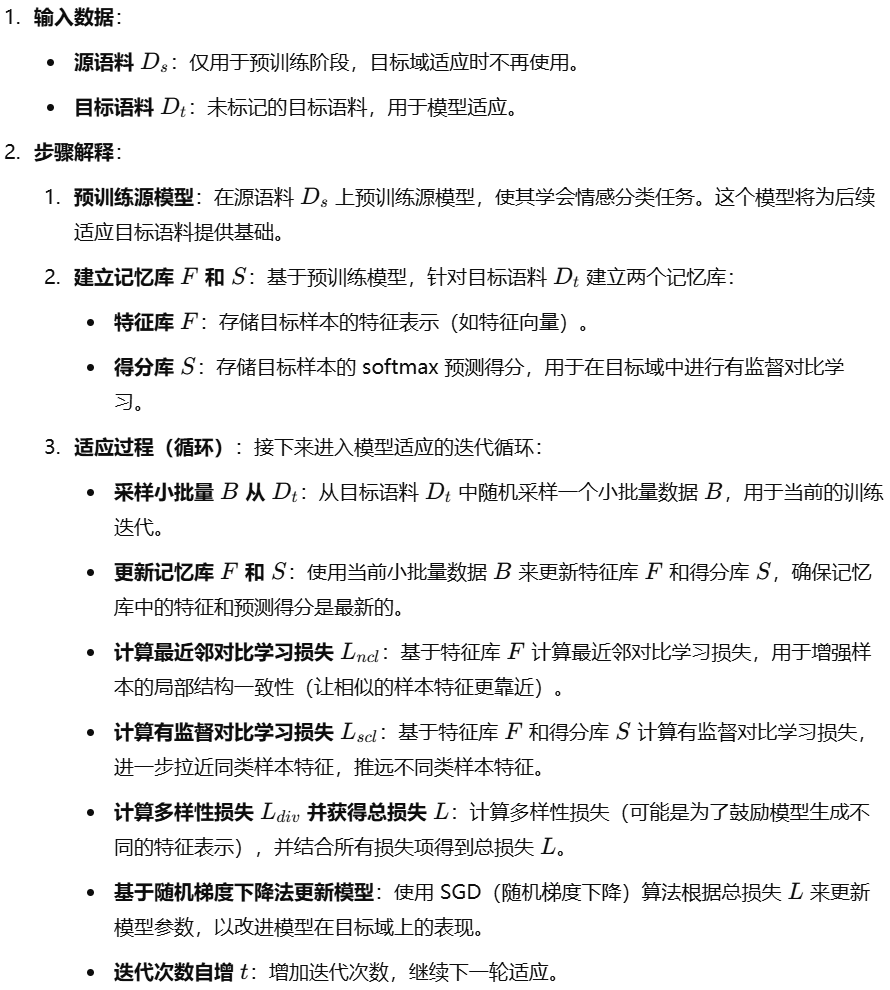 1. 输入数据：
• 源语料 Dₛ：仅用于预训练阶段，目标域适应时不再使用。
• 目标语料 Dₜ：未标记的目标语料，用于模型适应。
2. 步骤解释：
1. 预训练源模型：在源语料 Dₛ 上预训练源模型，使其学会情感分类任务。这个模型将为后续
适应目标语料提供基础。
2. 建立记忆库 F 和 S：基于预训练模型，针对目标语料 Dₜ 建立两个记忆库：
• 特征库 F：存储目标样本的特征表示（如特征向量）。
• 得分库 S：存储目标样本的 softmax 预测得分，用于在目标域中进行有监督对比学
习。
3. 适应过程（循环）：接下来进入模型适应的迭代循环：
• 采样小批量 B 从 Dₜ：从目标语料 Dₜ 中随机采样一个小批量数据 B，用于当前的训练
迭代。
• 更新记忆库 F 和 S：使用当前小批量数据 B 来更新特征库 F 和得分库 S，确保记忆
库中的特征和预测得分是最新的。
• 计算最近邻对比学习损失 L_{ncl}：基于特征库 F 计算最近邻对比学习损失，用于增强样
本的局部结构一致性（让相似的样本特征更靠近）。
• 计算有监督对比学习损失 L_{scl}：基于特征库 F 和得分库 S 计算有监督对比学习损失，
进一步拉近同类样本特征，推远不同类样本特征。
• 计算多样性损失 L_{div} 并获得总损失 L：计算多样性损失（可能是为了鼓励模型生成不
同的特征表示），并结合所有损失项得到总损失 L。
• 基于随机梯度下降法更新模型：使用 SGD（随机梯度下降）算法根据总损失 L 来更新
模型参数，以改进模型在目标域上的表现。
• 迭代次数自增 t：增加迭代次数，继续下一轮适应。